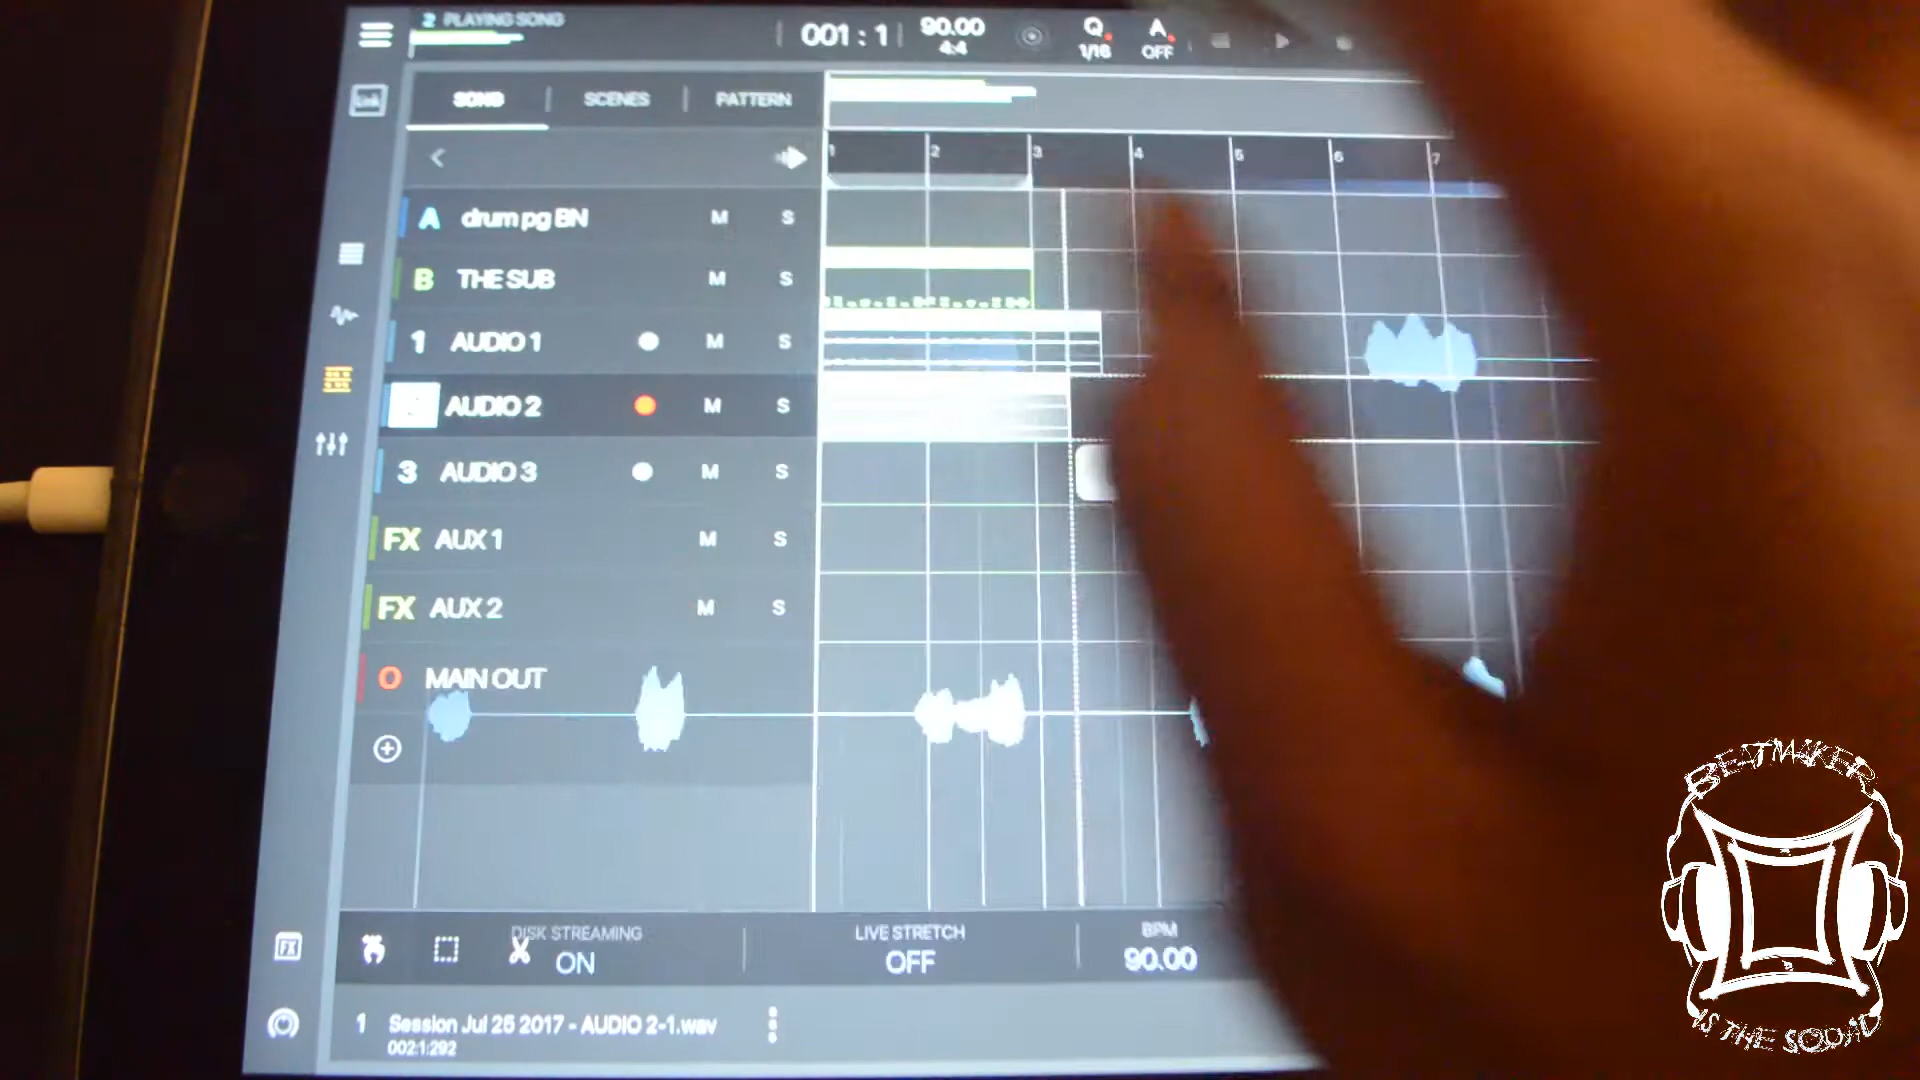 2 PLAYING SONG
001 : 1
90.00
4:4
Q
1/16
A
OFF
Link
SONG
SCENES
PATTERN
1
2
3
4
5
6
7
A drum pg BN M S
B THE SUB M S
1 AUDIO 1 M S
AUDIO 2 M S
3 AUDIO 3 M S
FX AUX 1 M S
FX AUX 2 M S
O MAIN OUT
DISK STREAMING
ON
LIVE STRETCH
OFF
BPM
90.00
FX
1 Session Jul 25 2017 - AUDIO 2-1.wav
002:1:292
BEATMAKER
IS THE SQUAD